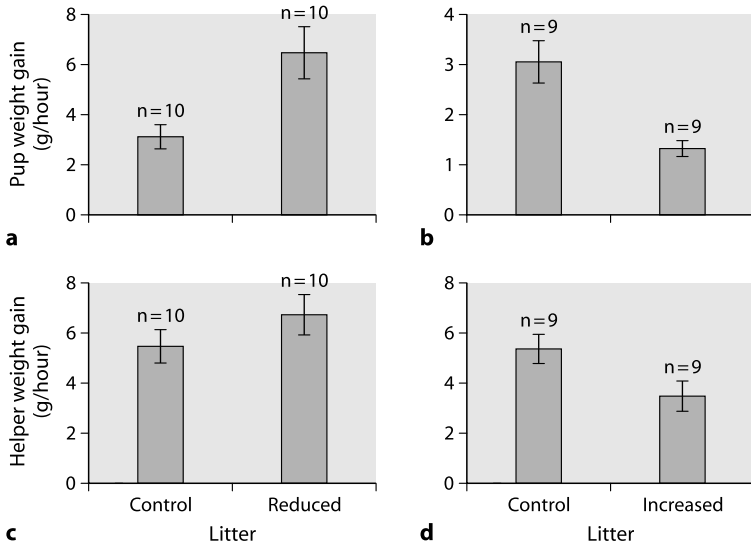 8
6
4
2
0
Pup weight gain
(g/hour)
n=10
n=10
a
4
3
2
1
0
n=9
n=9
b
8
6
4
2
0
Helper weight gain
(g/hour)
n=10
n=10
Control
Reduced
Litter
c
8
6
4
2
0
n=9
n=9
Control
Increased
Litter
d